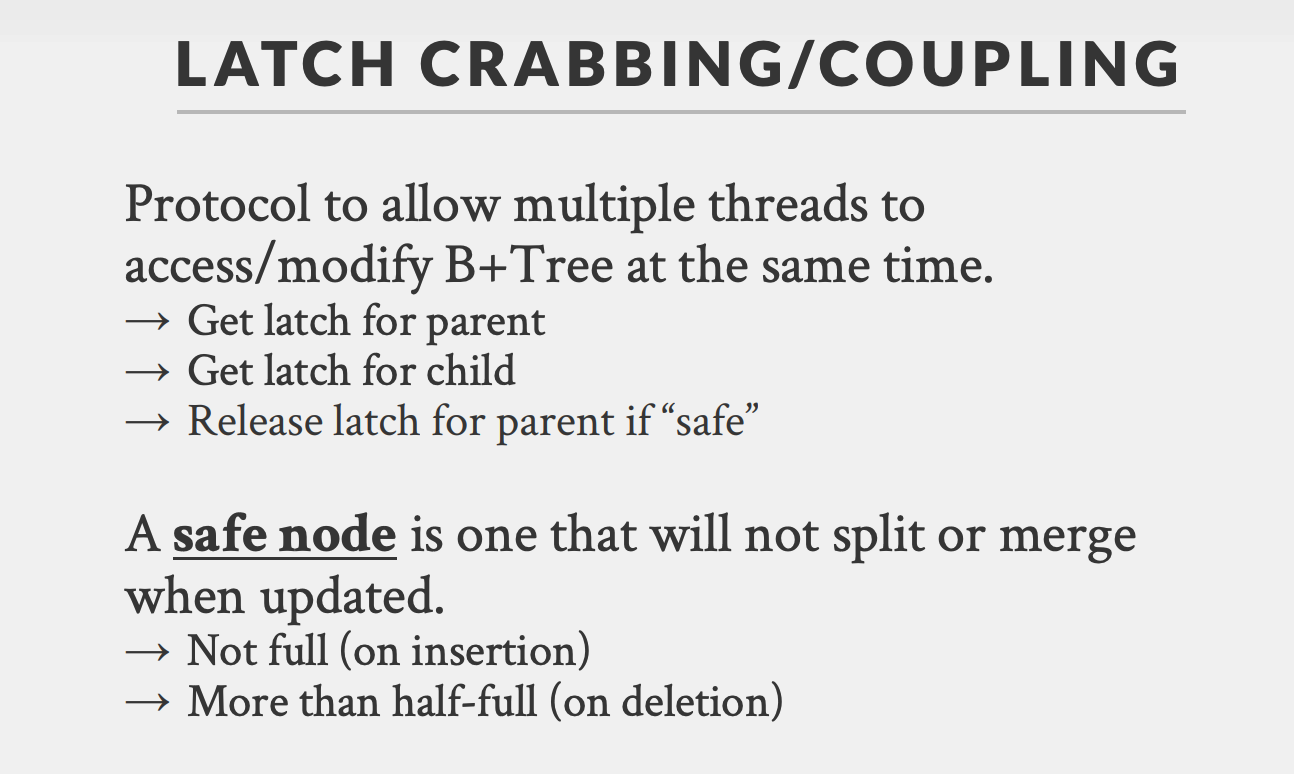 LATCH CRABBING/COUPLING
Protocol to allow multiple threads to
access/modify B+Tree at the same time.
→ Get latch for parent
→ Get latch for child
→ Release latch for parent if “safe”
A safe node is one that will not split or merge
when updated.
→ Not full (on insertion)
→ More than half-full (on deletion)